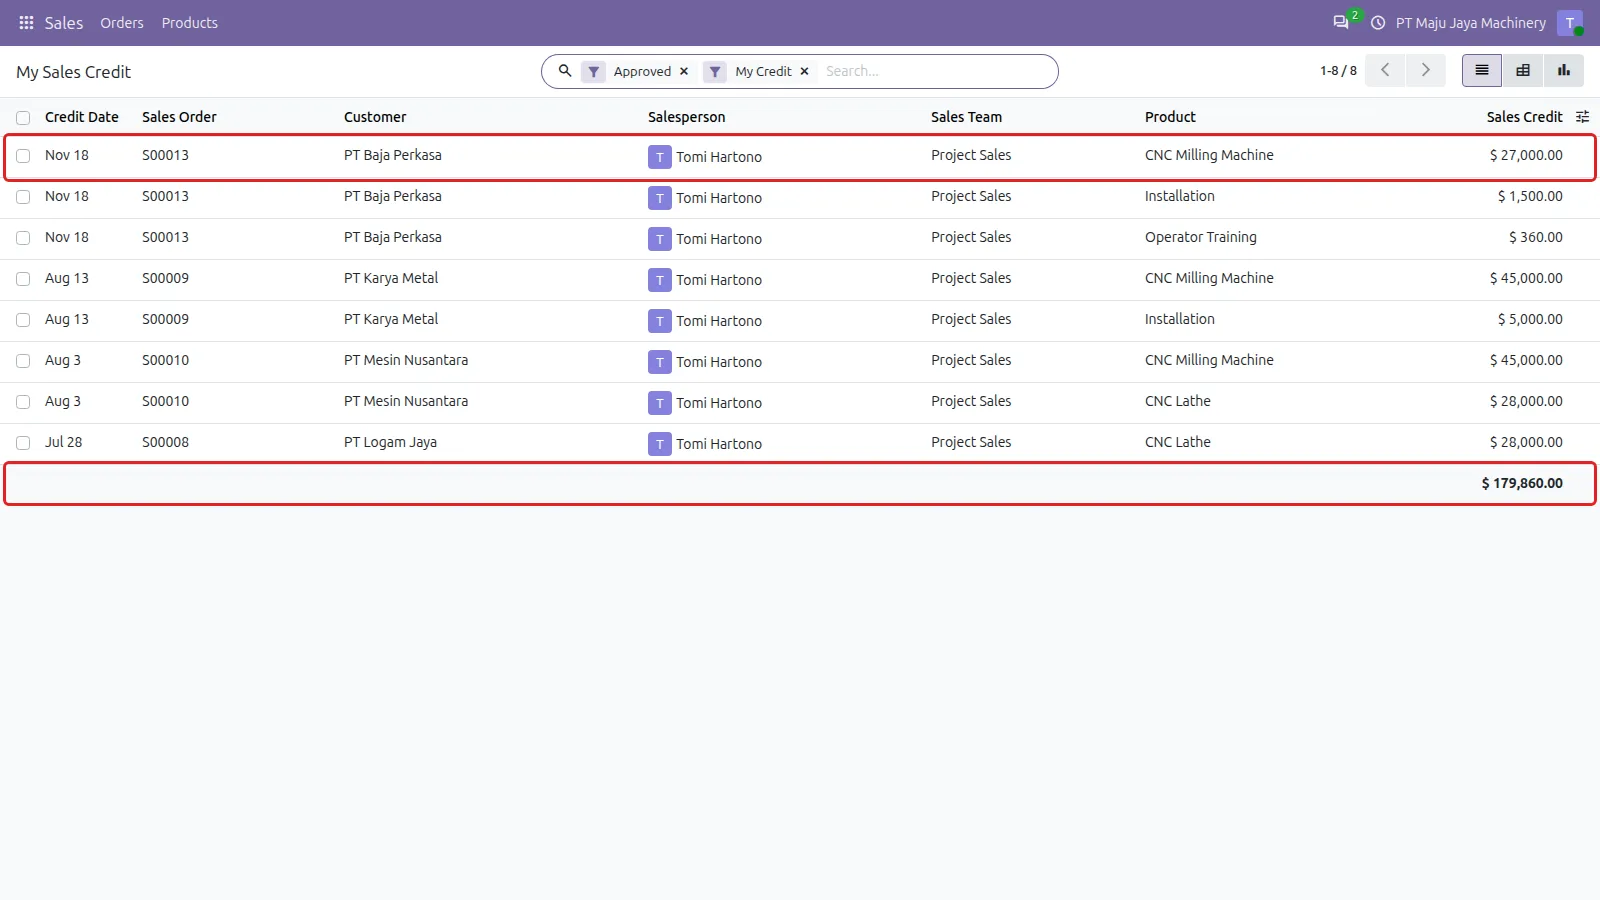 Sales Orders Products 2 PT Maju Jaya Machinery T
My Sales Credit Approved × My Credit × Search... 1-8 / 8
Credit Date Sales Order Customer Salesperson Sales Team Product Sales Credit
Nov 18 S00013 PT Baja Perkasa T Tomi Hartono Project Sales CNC Milling Machine $ 27,000.00
Nov 18 S00013 PT Baja Perkasa T Tomi Hartono Project Sales Installation $ 1,500.00
Nov 18 S00013 PT Baja Perkasa T Tomi Hartono Project Sales Operator Training $ 360.00
Aug 13 S00009 PT Karya Metal T Tomi Hartono Project Sales CNC Milling Machine $ 45,000.00
Aug 13 S00009 PT Karya Metal T Tomi Hartono Project Sales Installation $ 5,000.00
Aug 3 S00010 PT Mesin Nusantara T Tomi Hartono Project Sales CNC Milling Machine $ 45,000.00
Aug 3 S00010 PT Mesin Nusantara T Tomi Hartono Project Sales CNC Lathe $ 28,000.00
Jul 28 S00008 PT Logam Jaya T Tomi Hartono Project Sales CNC Lathe $ 28,000.00
$ 179,860.00